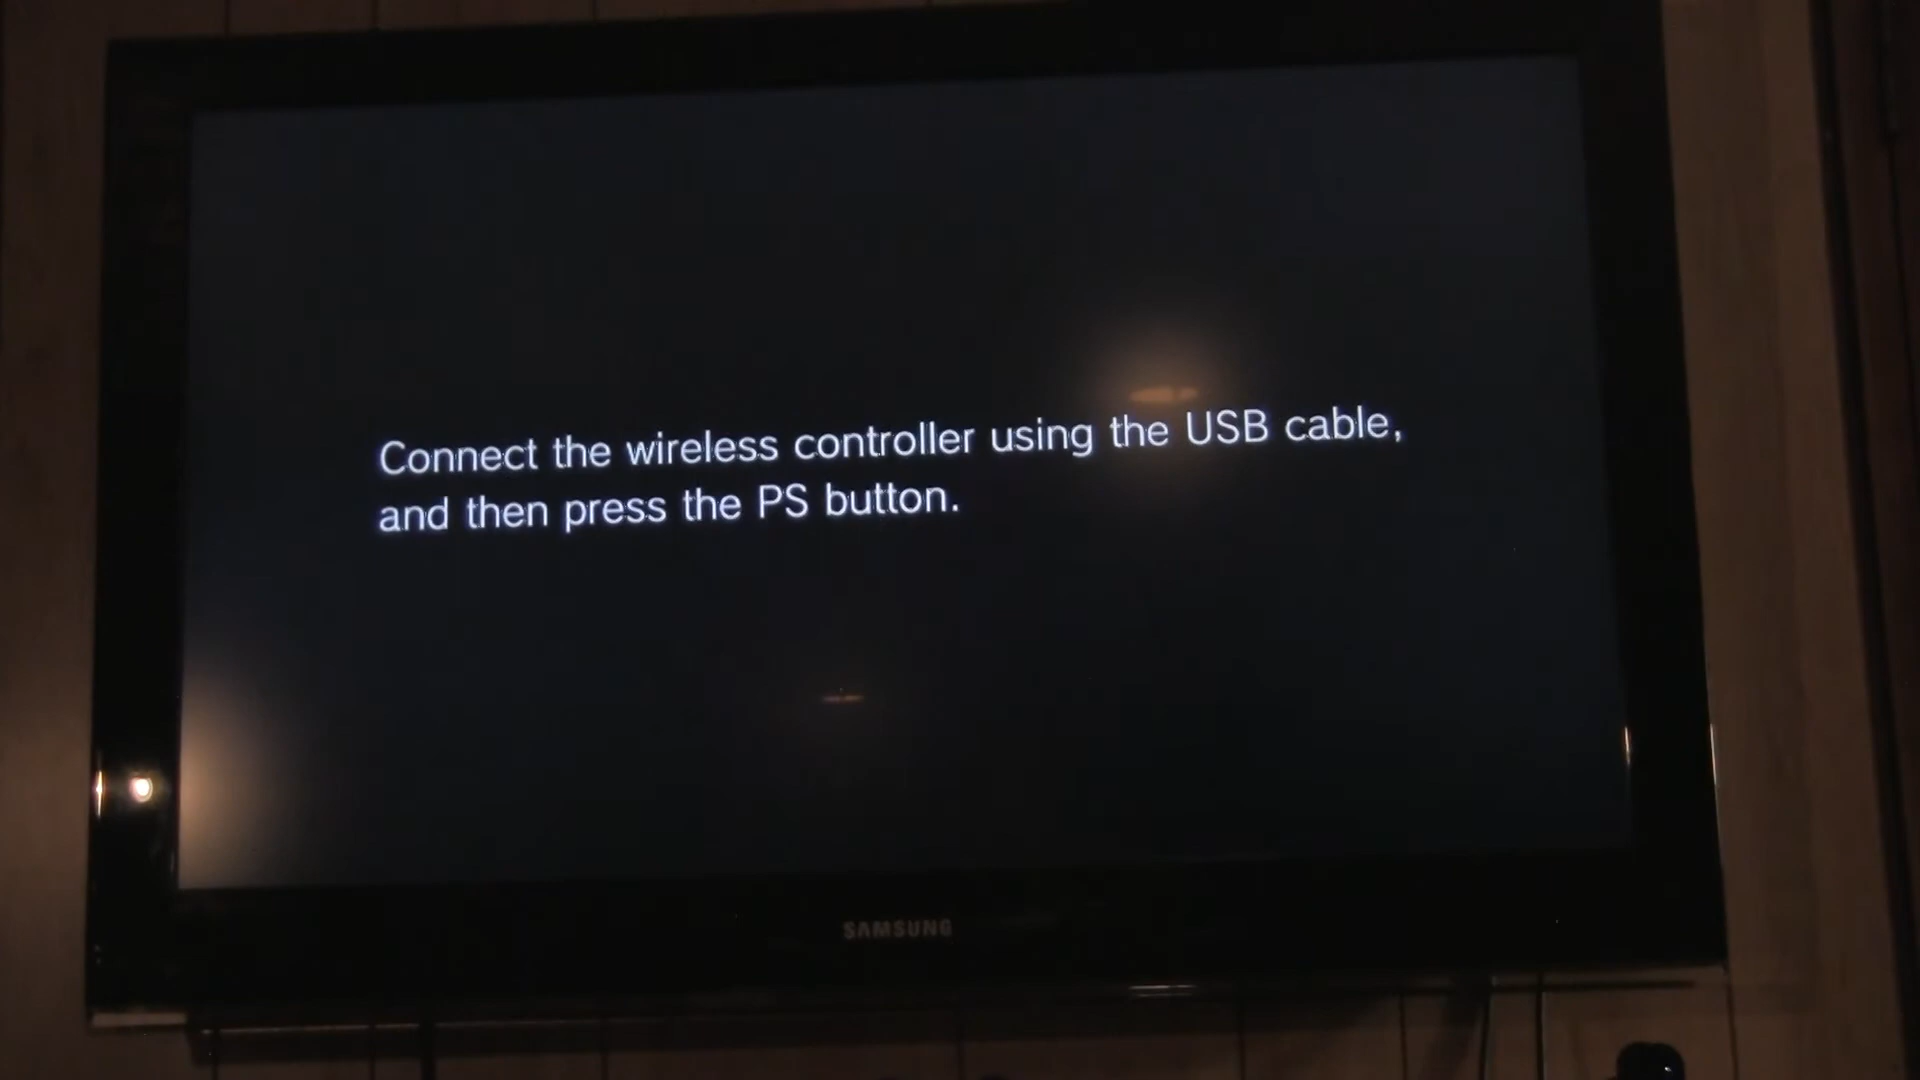 Connect the wireless controller using the USB cable,
and then press the PS button.
SAMSUNG